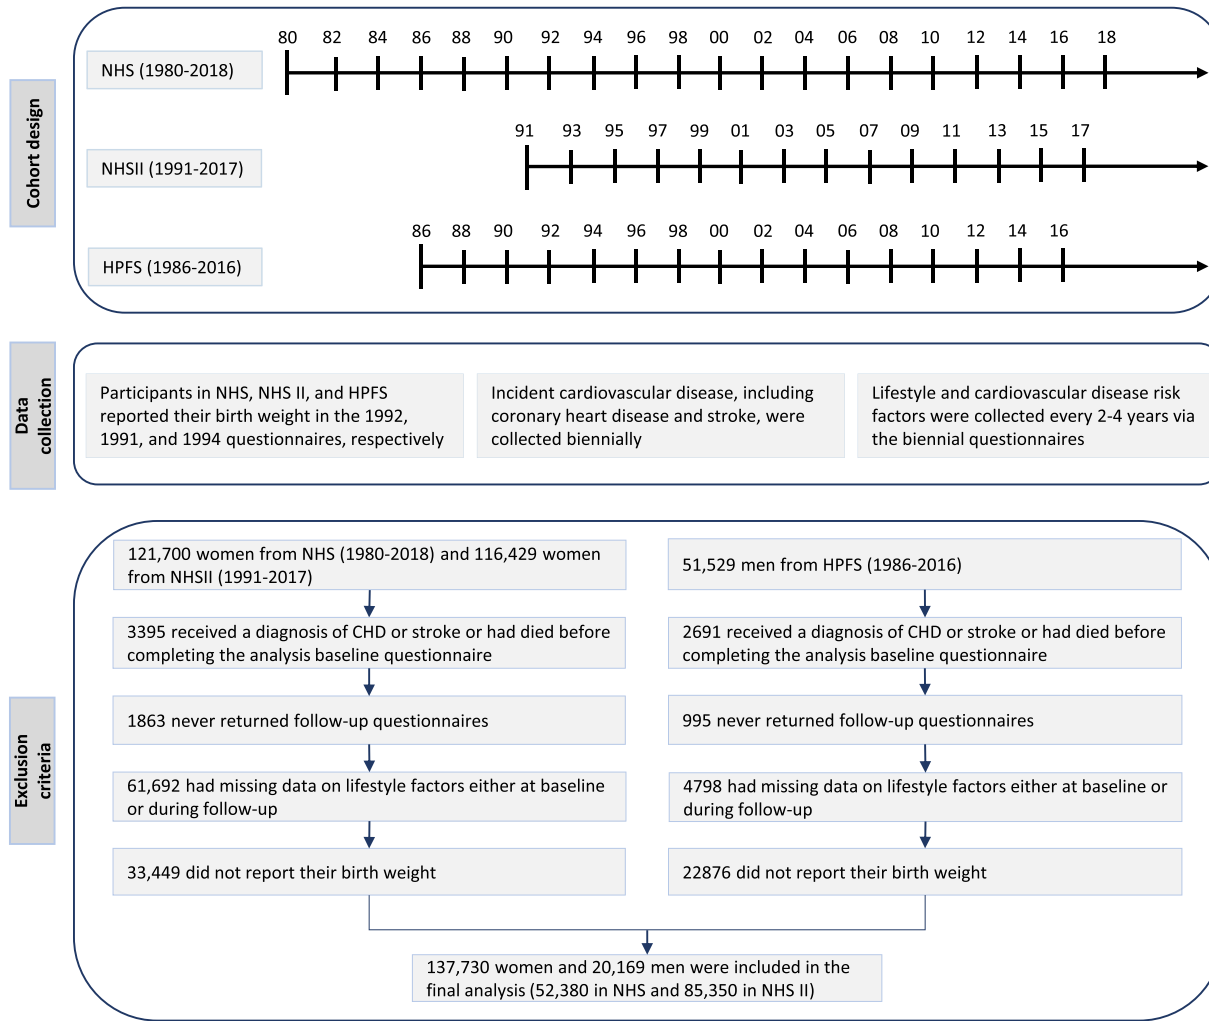 Cohort design
80 82 84 86 88 90 92 94 96 98 00 02 04 06 08 10 12 14 16 18
NHS (1980-2018)
91 93 95 97 99 01 03 05 07 09 11 13 15 17
NHSII (1991-2017)
86 88 90 92 94 96 98 00 02 04 06 08 10 12 14 16
HPFS (1986-2016)
Data
collection
Participants in NHS, NHS II, and HPFS
reported their birth weight in the 1992,
1991, and 1994 questionnaires, respectively
Incident cardiovascular disease, including
coronary heart disease and stroke, were
collected biennially
Lifestyle and cardiovascular disease risk
factors were collected every 2-4 years via
the biennial questionnaires
Exclusion
criteria
121,700 women from NHS (1980-2018) and 116,429 women
from NHSII (1991-2017)
3395 received a diagnosis of CHD or stroke or had died before
completing the analysis baseline questionnaire
1863 never returned follow-up questionnaires
61,692 had missing data on lifestyle factors either at baseline
or during follow-up
33,449 did not report their birth weight
51,529 men from HPFS (1986-2016)
2691 received a diagnosis of CHD or stroke or had died before
completing the analysis baseline questionnaire
995 never returned follow-up questionnaires
4798 had missing data on lifestyle factors either at baseline or
during follow-up
22876 did not report their birth weight
137,730 women and 20,169 men were included in the
final analysis (52,380 in NHS and 85,350 in NHS II)